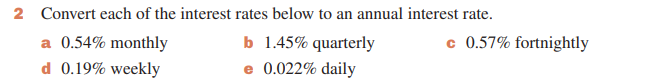 2 Convert each of the interest rates below to an annual interest rate.
a 0.54% monthly b 1.45% quarterly c 0.57% fortnightly
d 0.19% weekly e 0.022% daily